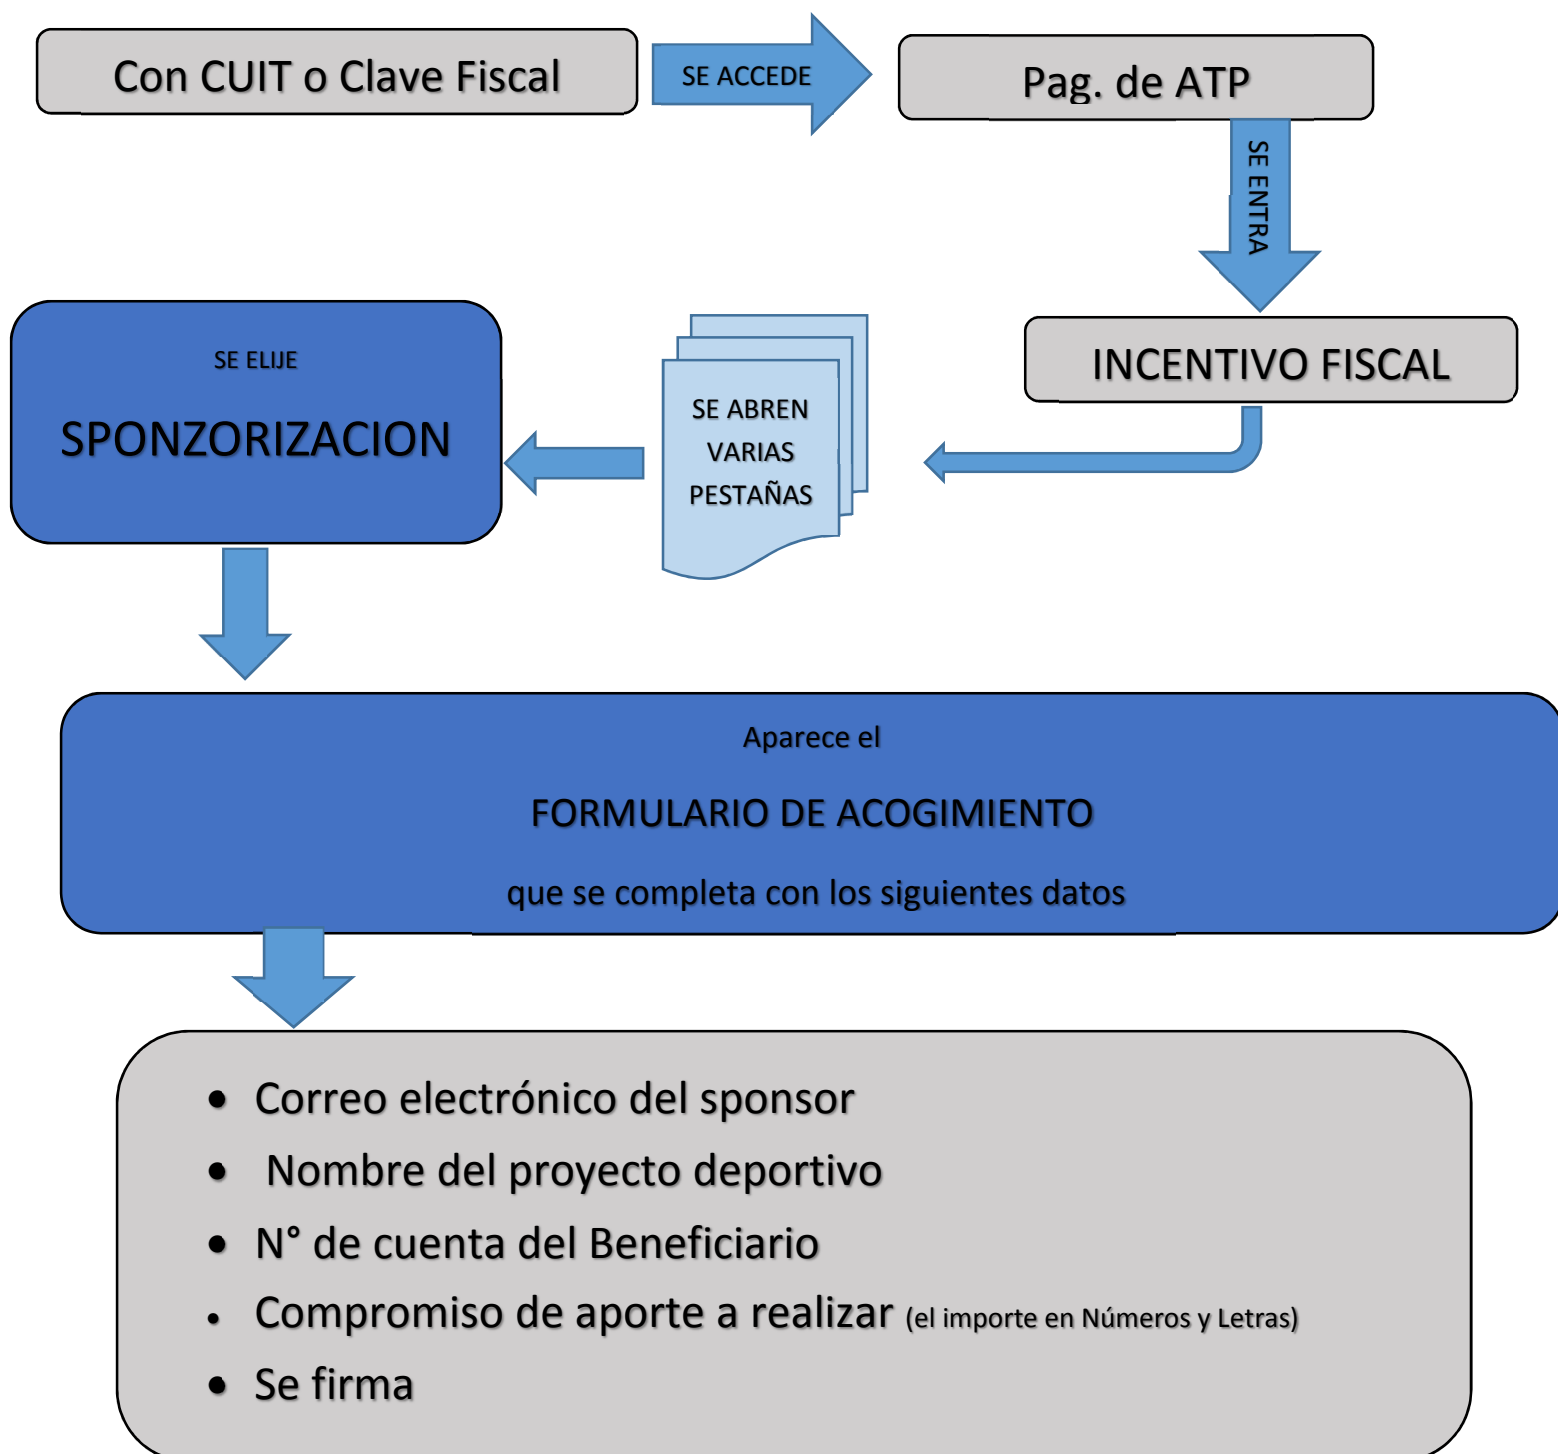 Con CUIT o Clave Fiscal
SE ACCEDE
Pag. de ATP
SE ENTRA
INCENTIVO FISCAL
SE ABREN
VARIAS
PESTAÑAS
SE ELIJE
SPONZORIZACION
Aparece el
FORMULARIO DE ACOGIMIENTO
que se completa con los siguientes datos
• Correo electrónico del sponsor
• Nombre del proyecto deportivo
• N° de cuenta del Beneficiario
• Compromiso de aporte a realizar (el importe en Números y Letras)
• Se firma